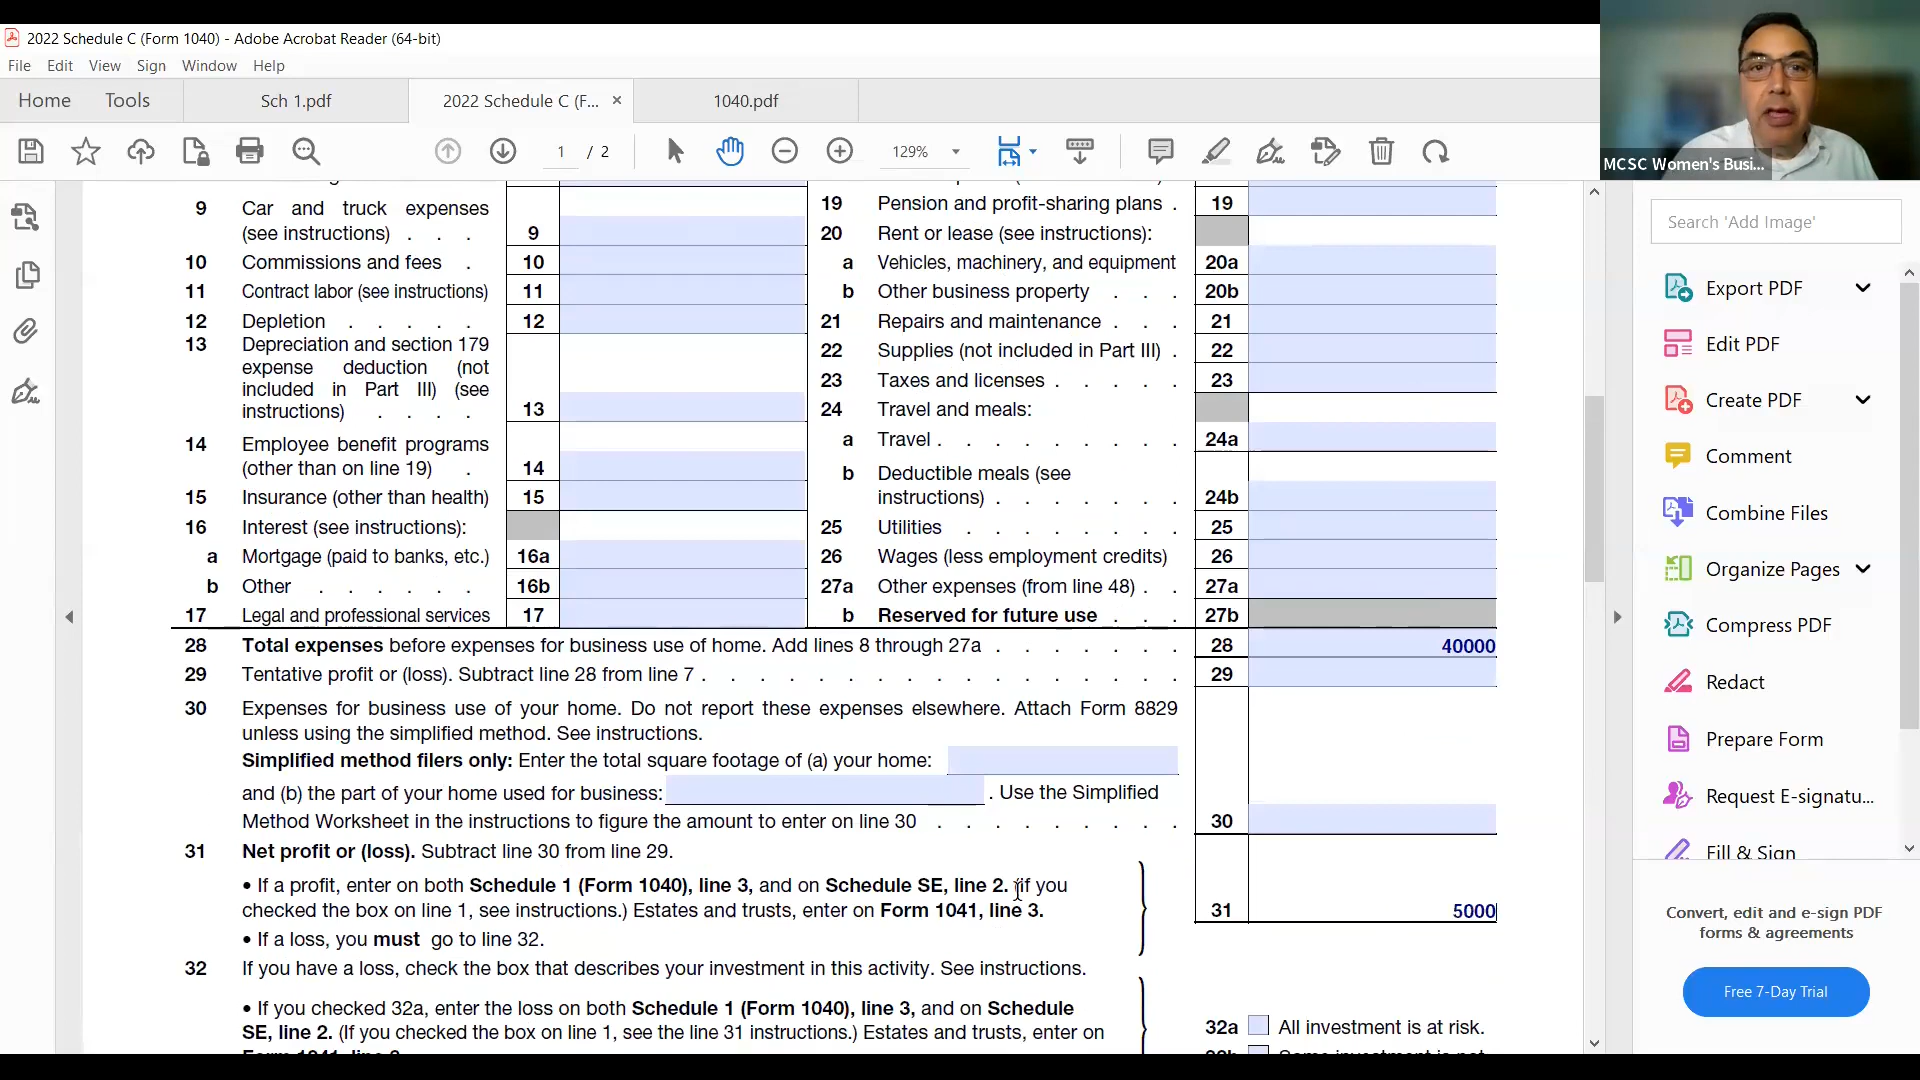 2022 Schedule C (Form 1040) - Adobe Acrobat Reader (64-bit)
File Edit View Sign Window Help
Home Tools Sch 1.pdf 2022 Schedule C (F... × 1040.pdf
1 / 2 129%
MCSC Women's Busi...
9 Car and truck expenses
(see instructions) . . . 9
10 Commissions and fees . 10
11 Contract labor (see instructions) 11
12 Depletion . . . . . 12
13 Depreciation and section 179
expense deduction (not
included in Part III) (see
instructions) . . . . 13
14 Employee benefit programs
(other than on line 19) . 14
15 Insurance (other than health) 15
16 Interest (see instructions):
a Mortgage (paid to banks, etc.) 16a
b Other . . . . . . 16b
17 Legal and professional services 17
19 Pension and profit-sharing plans . 19
20 Rent or lease (see instructions):
a Vehicles, machinery, and equipment 20a
b Other business property . . . 20b
21 Repairs and maintenance . . . 21
22 Supplies (not included in Part III) . 22
23 Taxes and licenses . . . . . 23
24 Travel and meals:
a Travel . . . . . . . . . 24a
b Deductible meals (see
instructions) . . . . . . . 24b
25 Utilities . . . . . . . . 25
26 Wages (less employment credits) 26
27a Other expenses (from line 48) . . 27a
b Reserved for future use . . . 27b
28 Total expenses before expenses for business use of home. Add lines 8 through 27a . . . . . . . 28 40000
29 Tentative profit or (loss). Subtract line 28 from line 7 . . . . . . . . . . . . . . . . . 29
30 Expenses for business use of your home. Do not report these expenses elsewhere. Attach Form 8829
unless using the simplified method. See instructions.
Simplified method filers only: Enter the total square footage of (a) your home:
and (b) the part of your home used for business: . Use the Simplified
Method Worksheet in the instructions to figure the amount to enter on line 30 . . . . . . . . . 30
31 Net profit or (loss). Subtract line 30 from line 29.
• If a profit, enter on both Schedule 1 (Form 1040), line 3, and on Schedule SE, line 2. (If you
checked the box on line 1, see instructions.) Estates and trusts, enter on Form 1041, line 3. 31 5000
• If a loss, you must go to line 32.
32 If you have a loss, check the box that describes your investment in this activity. See instructions.
• If you checked 32a, enter the loss on both Schedule 1 (Form 1040), line 3, and on Schedule
SE, line 2. (If you checked the box on line 1, see the line 31 instructions.) Estates and trusts, enter on
32a All investment is at risk.
Search 'Add Image'
Export PDF
Edit PDF
Create PDF
Comment
Combine Files
Organize Pages
Compress PDF
Redact
Prepare Form
Request E-signatu...
Fill & Sign
Convert, edit and e-sign PDF
forms & agreements
Free 7-Day Trial